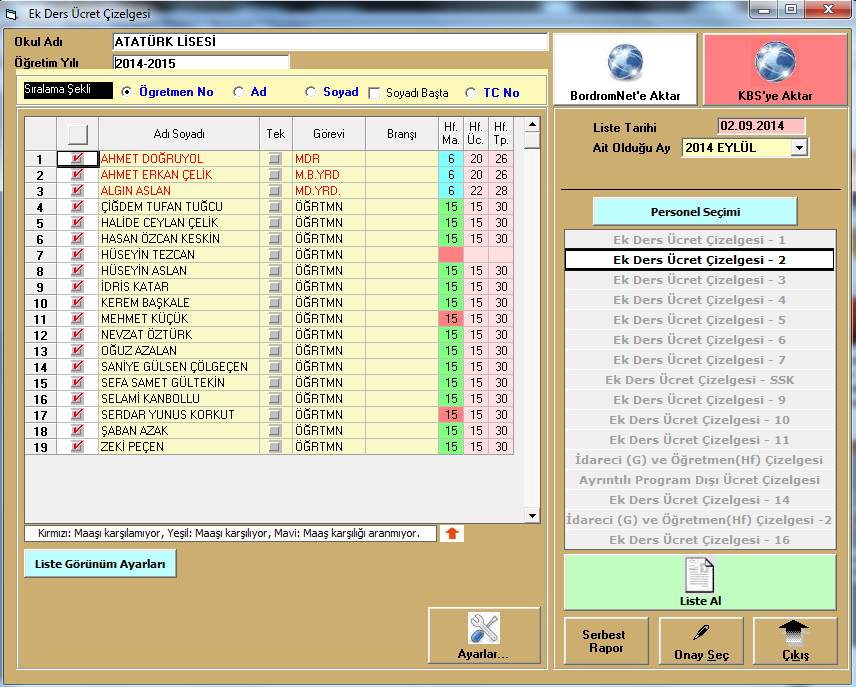 Ek Ders Ücret Çizelgesi
Okul Adı ATATÜRK LİSESİ
Öğretim Yılı 2014-2015
Sıralama Şekli Ögretmen No Ad Soyad Soyadı Başta TC No
Adı Soyadı Tek Görevi Branşı Hf. Ma. Hf. Üc. Hf. Tp.
1 AHMET DOĞRUYOL MDR 6 20 26
2 AHMET ERKAN ÇELİK M.B.YRD 6 20 26
3 ALGIN ASLAN MD.YRD. 6 22 28
4 ÇİĞDEM TUFAN TUĞCU ÖĞRTMN 15 15 30
5 HALİDE CEYLAN ÇELİK ÖĞRTMN 15 15 30
6 HASAN ÖZCAN KESKİN ÖĞRTMN 15 15 30
7 HÜSEYİN TEZCAN ÖĞRTMN
8 HÜSEYİN ASLAN ÖĞRTMN 15 15 30
9 İDRİS KATAR ÖĞRTMN 15 15 30
10 KEREM BAŞKALE ÖĞRTMN 15 15 30
11 MEHMET KÜÇÜK ÖĞRTMN 15 15 30
12 NEVZAT ÖZTÜRK ÖĞRTMN 15 15 30
13 OĞUZ AZALAN ÖĞRTMN 15 15 30
14 SANİYE GÜLSEN ÇÖLGEÇEN ÖĞRTMN 15 15 30
15 SEFA SAMET GÜLTEKİN ÖĞRTMN 15 15 30
16 SELAMİ KANBOLLU ÖĞRTMN 15 15 30
17 SERDAR YUNUS KORKUT ÖĞRTMN 15 15 30
18 ŞABAN AZAK ÖĞRTMN 15 15 30
19 ZEKİ PEÇEN ÖĞRTMN 15 15 30
Kırmızı: Maaşı karşılamıyor, Yeşil: Maaşı karşılıyor, Mavi: Maaş karşılığı aranmıyor.
Liste Görünüm Ayarları
Ayarlar...
BordromNet'e Aktar
KBS'ye Aktar
Liste Tarihi 02.09.2014
Ait Olduğu Ay 2014 EYLÜL
Personel Seçimi
Ek Ders Ücret Çizelgesi - 1
Ek Ders Ücret Çizelgesi - 2
Ek Ders Ücret Çizelgesi - 3
Ek Ders Ücret Çizelgesi - 4
Ek Ders Ücret Çizelgesi - 5
Ek Ders Ücret Çizelgesi - 6
Ek Ders Ücret Çizelgesi - 7
Ek Ders Ücret Çizelgesi - SSK
Ek Ders Ücret Çizelgesi - 9
Ek Ders Ücret Çizelgesi - 10
Ek Ders Ücret Çizelgesi - 11
İdareci (G) ve Öğretmen(Hf) Çizelgesi
Ayrıntılı Program Dışı Ücret Çizelgesi
Ek Ders Ücret Çizelgesi - 14
İdareci (G) ve Öğretmen(Hf) Çizelgesi -2
Ek Ders Ücret Çizelgesi - 16
Liste Al
Serbest
Rapor
Onay Seç
Çıkış